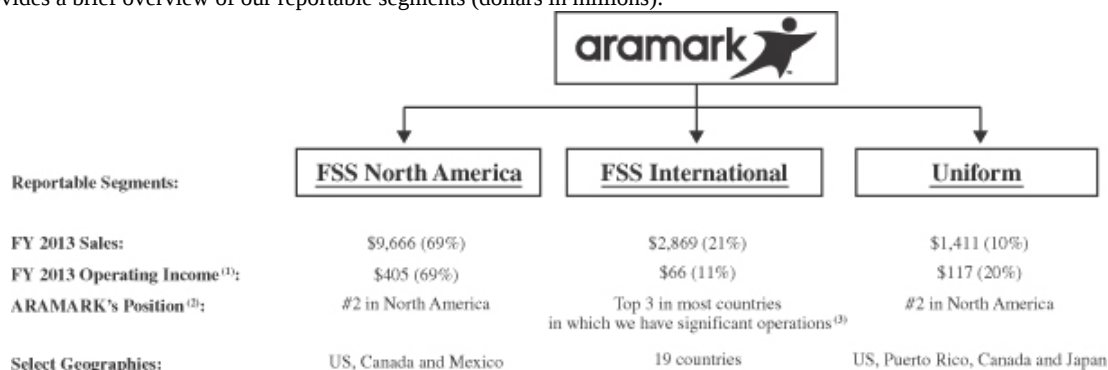 vides a brief overview of our reportable segments (dollars in millions).
aramark
™
FSS North America FSS International Uniform
Reportable Segments:
FY 2013 Sales: $9,666 (69%) $2,869 (21%) $1,411 (10%)
FY 2013 Operating Income(1): $405 (69%) $66 (11%) $117 (20%)
ARAMARK's Position(2): #2 in North America Top 3 in most countries #2 in North America
in which we have significant operations(3)
Select Geographies: US, Canada and Mexico 19 countries US, Puerto Rico, Canada and Japan